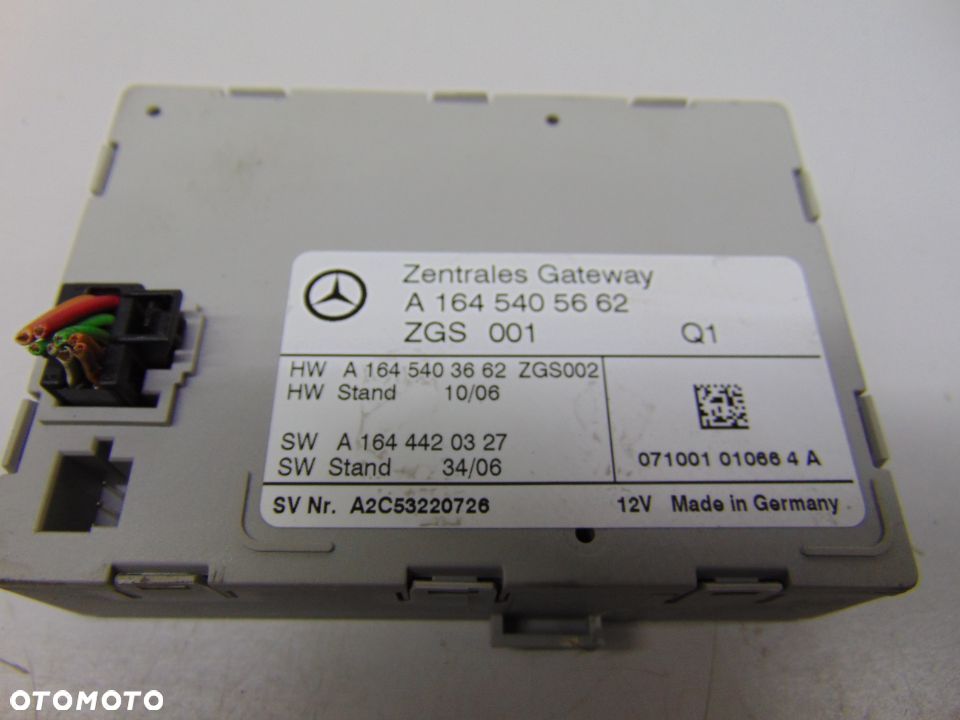 Zentrales Gateway
A 164 540 56 62
ZGS 001 Q1
HW A 164 540 36 62 ZGS002
HW Stand 10/06
SW A 164 442 03 27
SW Stand 34/06
071001 01066 4 A
SV Nr. A2C53220726 12V Made in Germany
OTOMOTO